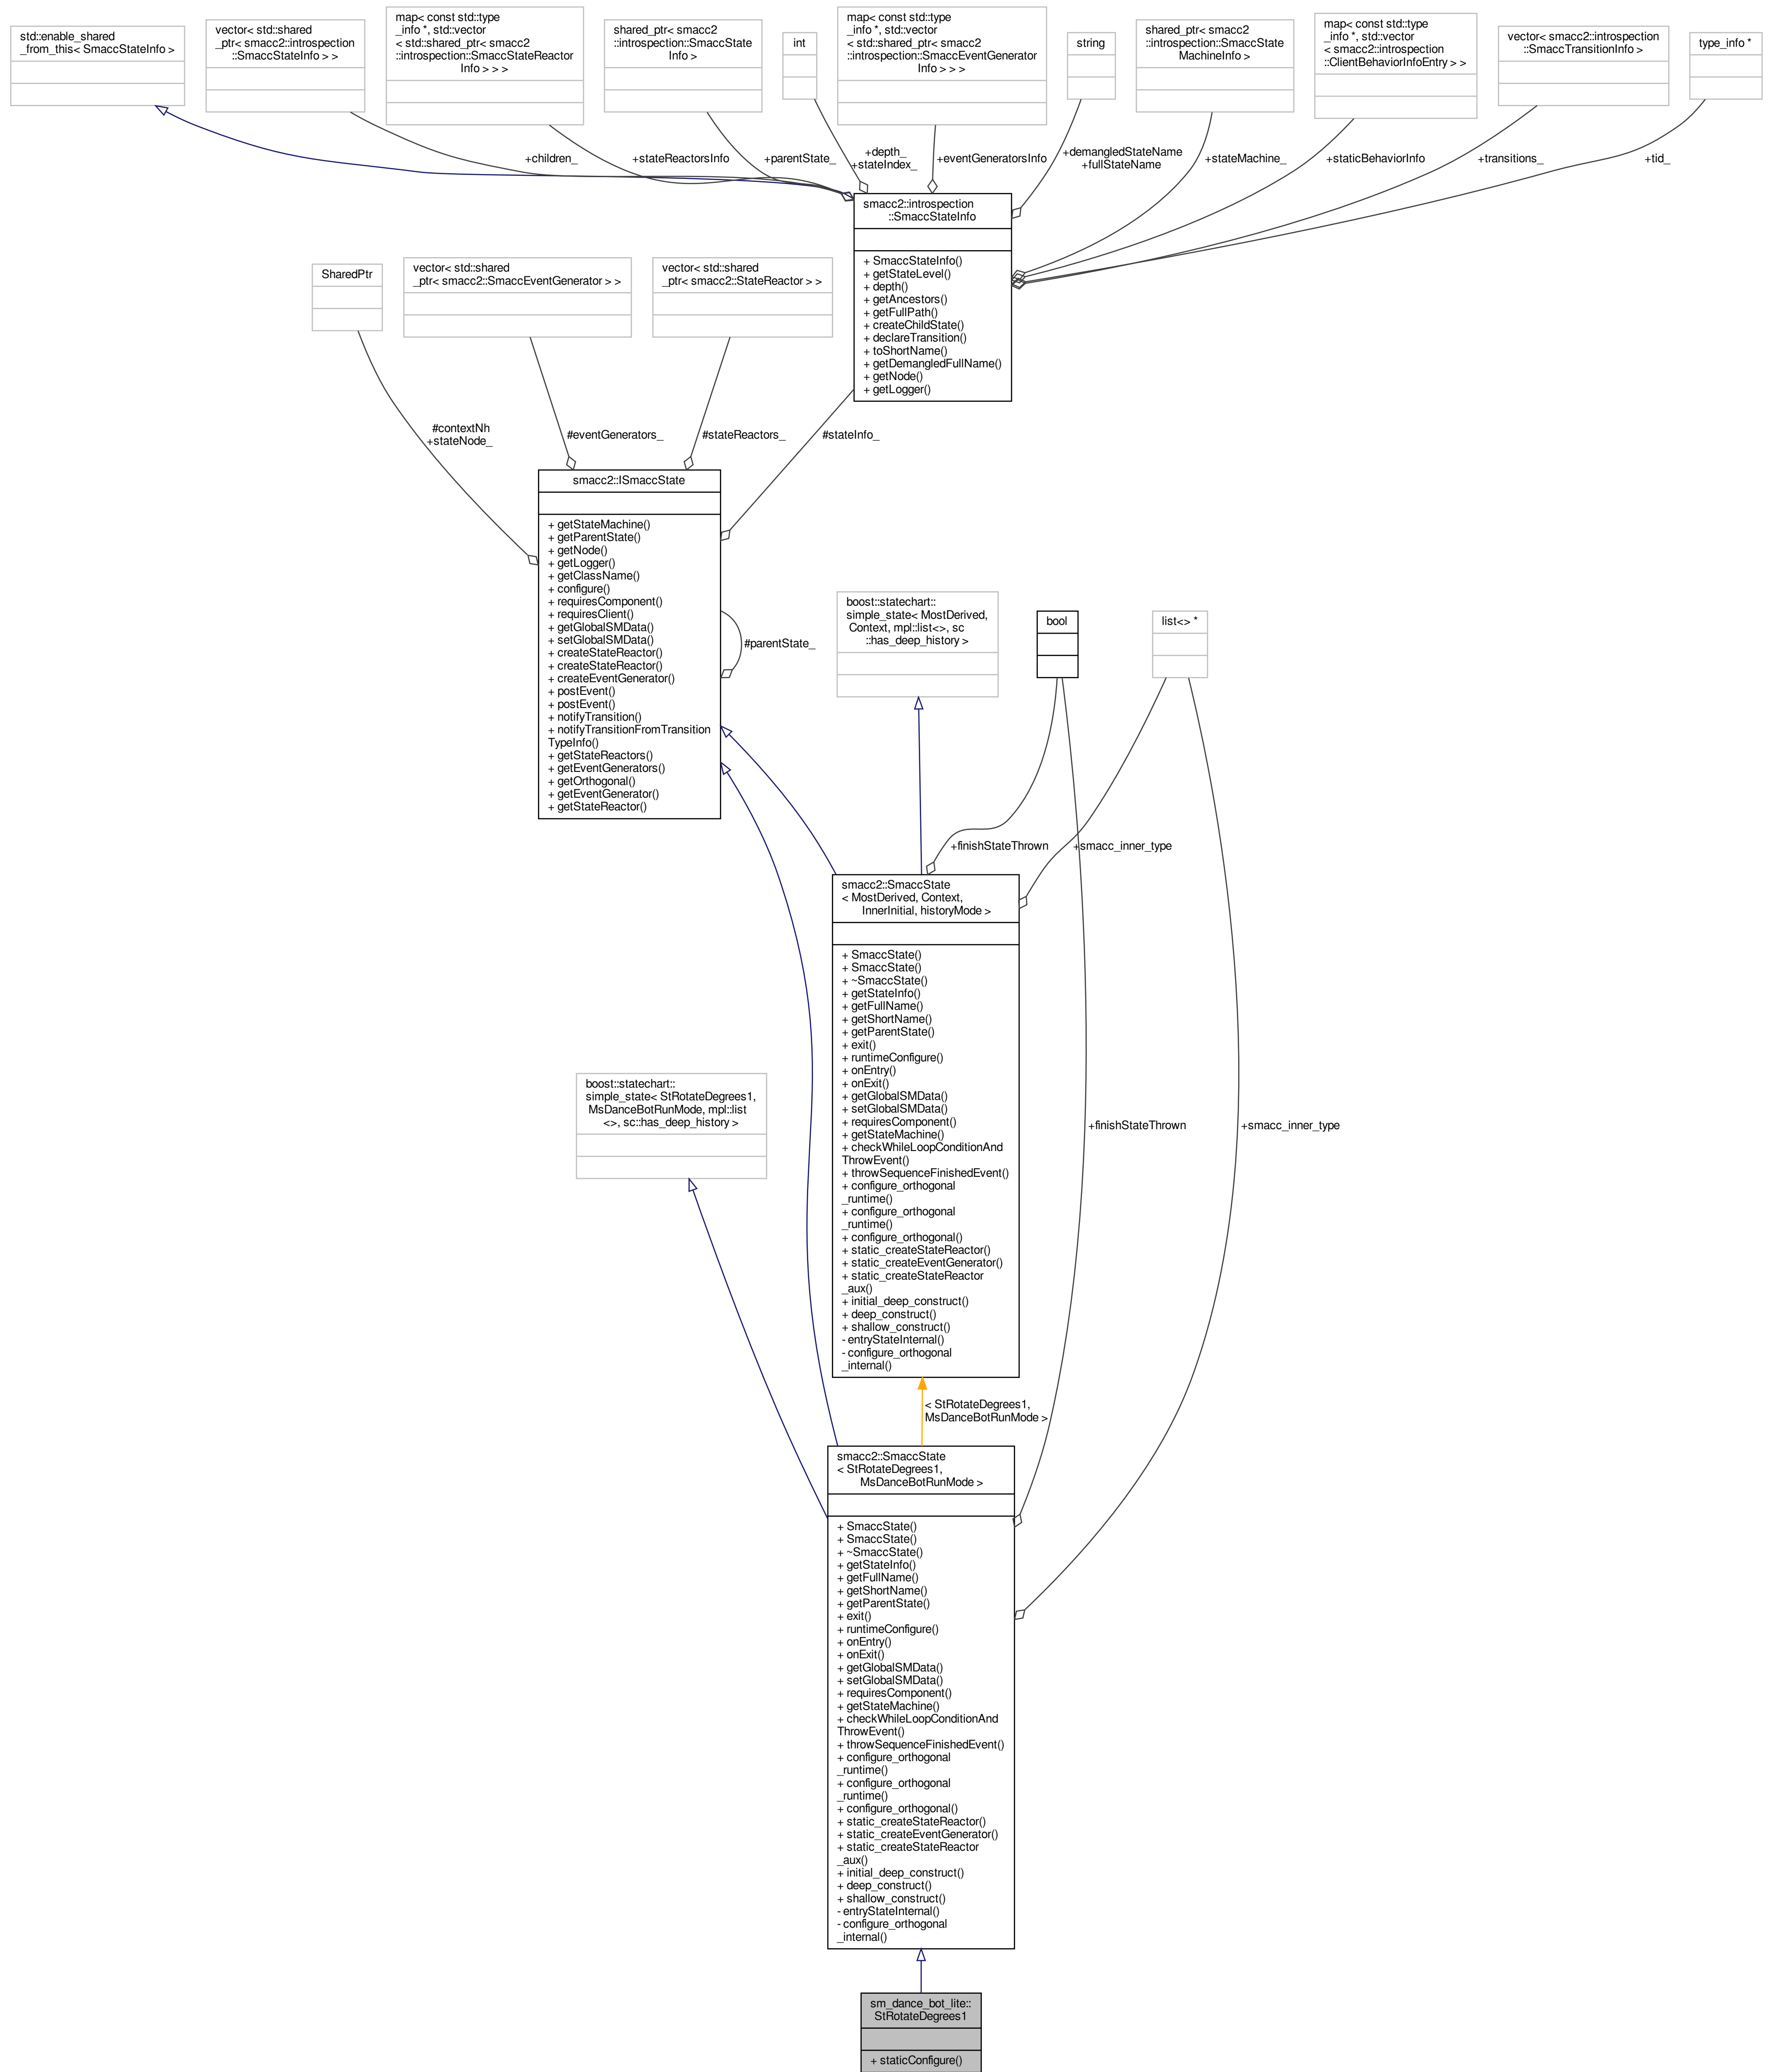 std::enable_shared
_from_this< SmaccStateInfo >
vector< std::shared
_ptr< smacc2::introspection
::SmaccStateInfo > >
map< const std::type
_info *, std::vector
< std::shared_ptr< smacc2
::introspection::SmaccStateReactor
Info > > >
shared_ptr< smacc2
::introspection::SmaccState
Info >
int
map< const std::type
_info *, std::vector
< std::shared_ptr< smacc2
::introspection::SmaccEventGenerator
Info > > >
string
shared_ptr< smacc2
::introspection::SmaccState
MachineInfo >
map< const std::type
_info *, std::vector
< smacc2::introspection
::ClientBehaviorInfoEntry > >
vector< smacc2::introspection
::SmaccTransitionInfo >
type_info *
+children_
+stateReactorsInfo
+parentState_
+depth_
+stateIndex_
+eventGeneratorsInfo
+demangledStateName
+fullStateName
+stateMachine_
+staticBehaviorInfo
+transitions_
+tid_
smacc2::introspection
::SmaccStateInfo
+ SmaccStateInfo()
+ getStateLevel()
+ depth()
+ getAncestors()
+ getFullPath()
+ createChildState()
+ declareTransition()
+ toShortName()
+ getDemangledFullName()
+ getNode()
+ getLogger()
SharedPtr
vector< std::shared
_ptr< smacc2::SmaccEventGenerator > >
vector< std::shared
_ptr< smacc2::StateReactor > >
#contextNh
+stateNode_
#eventGenerators_
#stateReactors_
#stateInfo_
smacc2::ISmaccState
+ getStateMachine()
+ getParentState()
+ getNode()
+ getLogger()
+ getClassName()
+ configure()
+ requiresComponent()
+ requiresClient()
+ getGlobalSMData()
+ setGlobalSMData()
+ createStateReactor()
+ createStateReactor()
+ createEventGenerator()
+ postEvent()
+ postEvent()
+ notifyTransition()
+ notifyTransitionFromTransition
TypeInfo()
+ getStateReactors()
+ getEventGenerators()
+ getOrthogonal()
+ getEventGenerator()
+ getStateReactor()
#parentState_
boost::statechart::
simple_state< MostDerived,
Context, mpl::list<>, sc
::has_deep_history >
bool
list<> *
+finishStateThrown
+smacc_inner_type
smacc2::SmaccState
< MostDerived, Context,
InnerInitial, historyMode >
+ SmaccState()
+ SmaccState()
+ ~SmaccState()
+ getStateInfo()
+ getFullName()
+ getShortName()
+ getParentState()
+ exit()
+ runtimeConfigure()
+ onEntry()
+ onExit()
+ getGlobalSMData()
+ setGlobalSMData()
+ requiresComponent()
+ getStateMachine()
+ checkWhileLoopConditionAnd
ThrowEvent()
+ throwSequenceFinishedEvent()
+ configure_orthogonal
_runtime()
+ configure_orthogonal
_runtime()
+ configure_orthogonal()
+ static_createStateReactor()
+ static_createEventGenerator()
+ static_createStateReactor
_aux()
+ initial_deep_construct()
+ deep_construct()
+ shallow_construct()
- entryStateInternal()
- configure_orthogonal
_internal()
boost::statechart::
simple_state< StRotateDegrees1,
MsDanceBotRunMode, mpl::list
<>, sc::has_deep_history >
+finishStateThrown
+smacc_inner_type
< StRotateDegrees1,
MsDanceBotRunMode >
smacc2::SmaccState
< StRotateDegrees1,
MsDanceBotRunMode >
+ SmaccState()
+ SmaccState()
+ ~SmaccState()
+ getStateInfo()
+ getFullName()
+ getShortName()
+ getParentState()
+ exit()
+ runtimeConfigure()
+ onEntry()
+ onExit()
+ getGlobalSMData()
+ setGlobalSMData()
+ requiresComponent()
+ getStateMachine()
+ checkWhileLoopConditionAnd
ThrowEvent()
+ throwSequenceFinishedEvent()
+ configure_orthogonal
_runtime()
+ configure_orthogonal
_runtime()
+ configure_orthogonal()
+ static_createStateReactor()
+ static_createEventGenerator()
+ static_createStateReactor
_aux()
+ initial_deep_construct()
+ deep_construct()
+ shallow_construct()
- entryStateInternal()
- configure_orthogonal
_internal()
sm_dance_bot_lite::
StRotateDegrees1
+ staticConfigure()